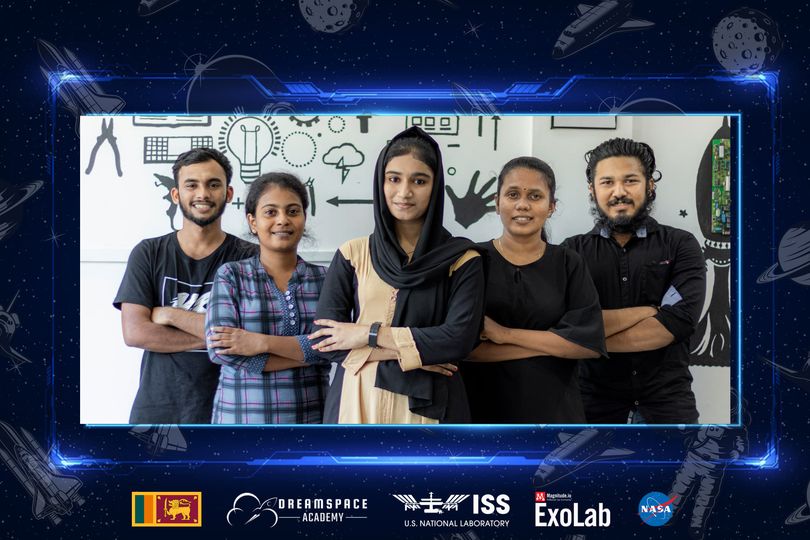 DREAMSPACE
ACADEMY
ISS
U.S. NATIONAL LABORATORY
Magnitude.io
ExoLab
NASA